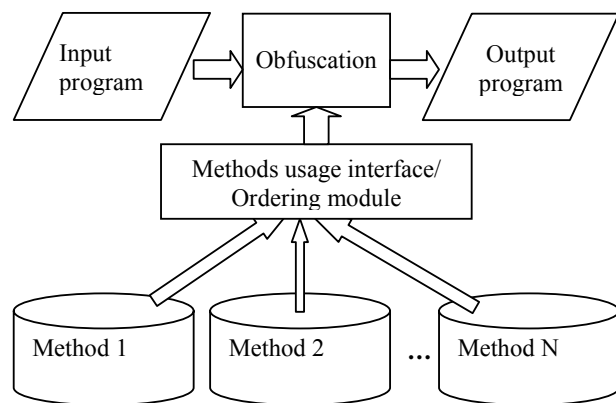 Input
program
Obfuscation
Output
program
Methods usage interface/
Ordering module
Method 1
Method 2
...
Method N